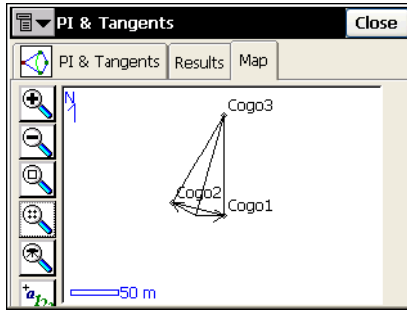 PI & Tangents Close
PI & Tangents Results Map
N
Cogo3
Cogo2
Cogo1
50 m